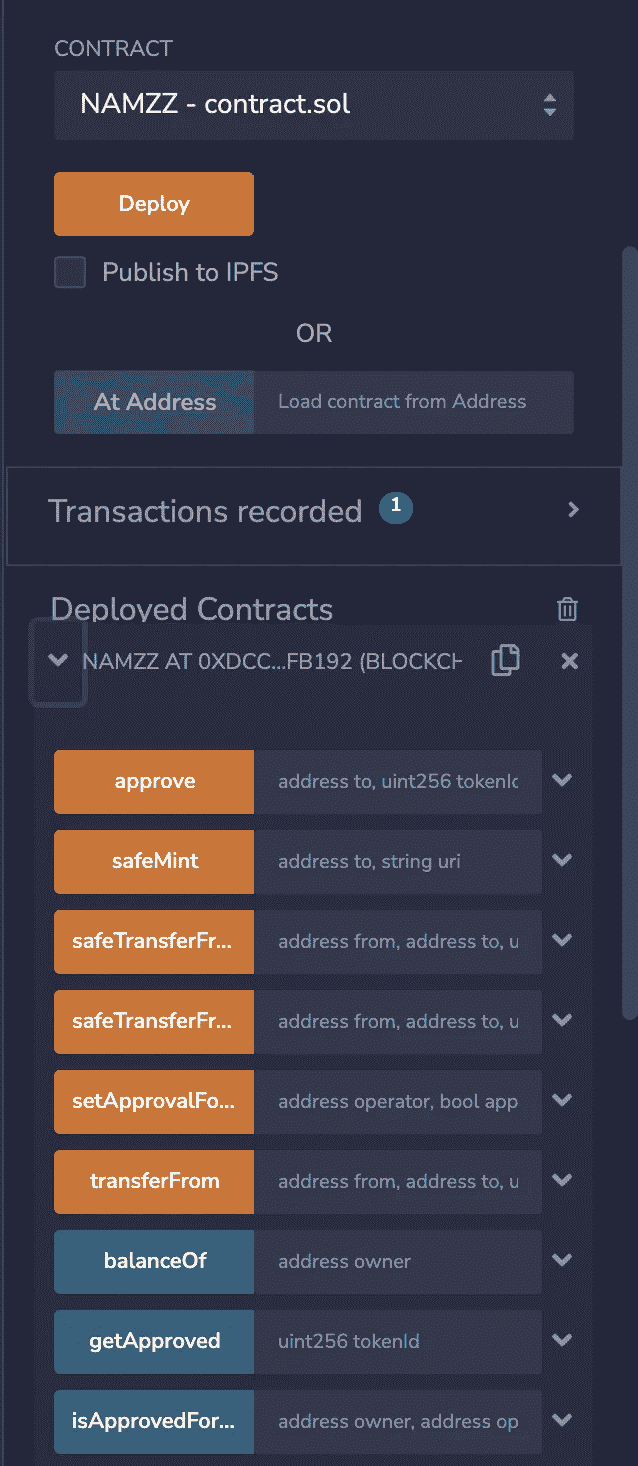 CONTRACT
NAMZZ - contract.sol
Deploy
Publish to IPFS
OR
At Address Load contract from Address
Transactions recorded 1
Deployed Contracts
NAMZZ AT 0XDCC...FB192 (BLOCKCH
approve address to, uint256 tokenId
safeMint address to, string uri
safeTransferFr... address from, address to, u
safeTransferFr... address from, address to, u
setApprovalFo... address operator, bool app
transferFrom address from, address to, u
balanceOf address owner
getApproved uint256 tokenId
isApprovedFor... address owner, address op